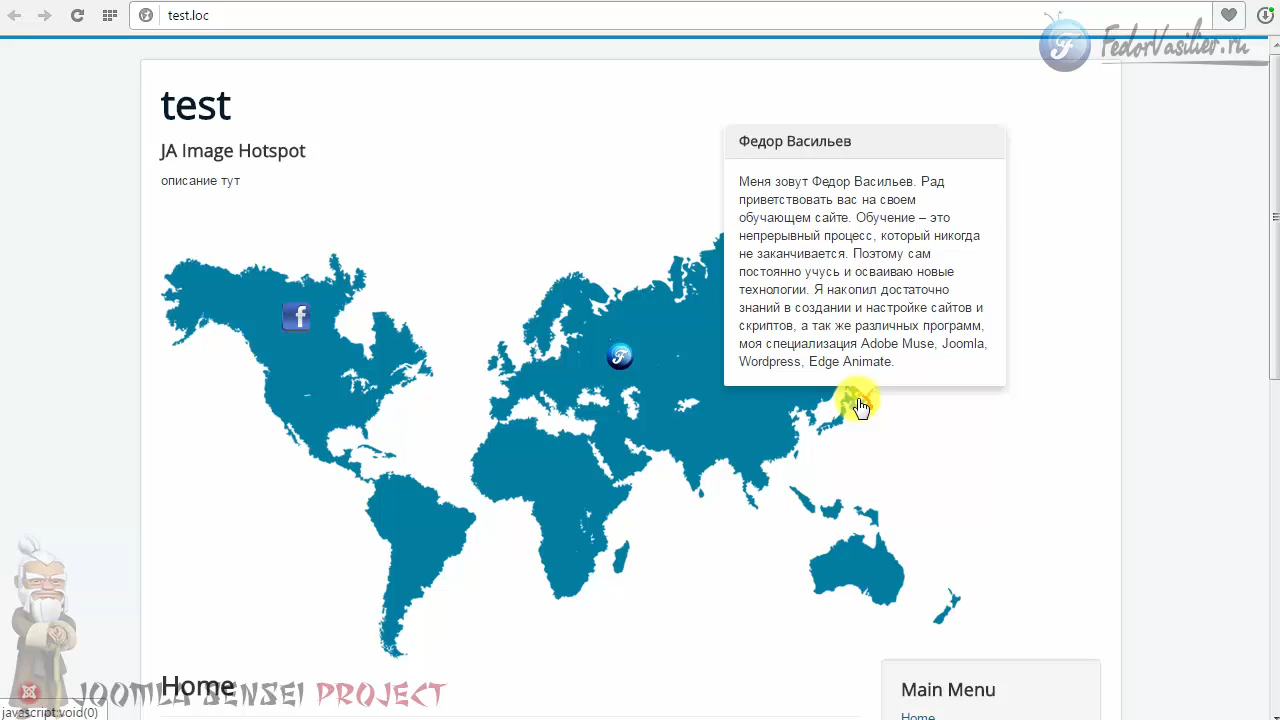 test.loc
FedorVasiliev.ru
test
JA Image Hotspot
описание тут
Федор Васильев
Меня зовут Федор Васильев. Рад
приветствовать вас на своем
обучающем сайте. Обучение – это
непрерывный процесс, который никогда
не заканчивается. Поэтому сам
постоянно учусь и осваиваю новые
технологии. Я накопил достаточно
знаний в создании и настройке сайтов и
скриптов, а так же различных программ,
моя специализация Adobe Muse, Joomla,
Wordpress, Edge Animate.
f
F
Home
JOOMLA SENSEI PROJECT
Main Menu
Home
javascript:void(0)